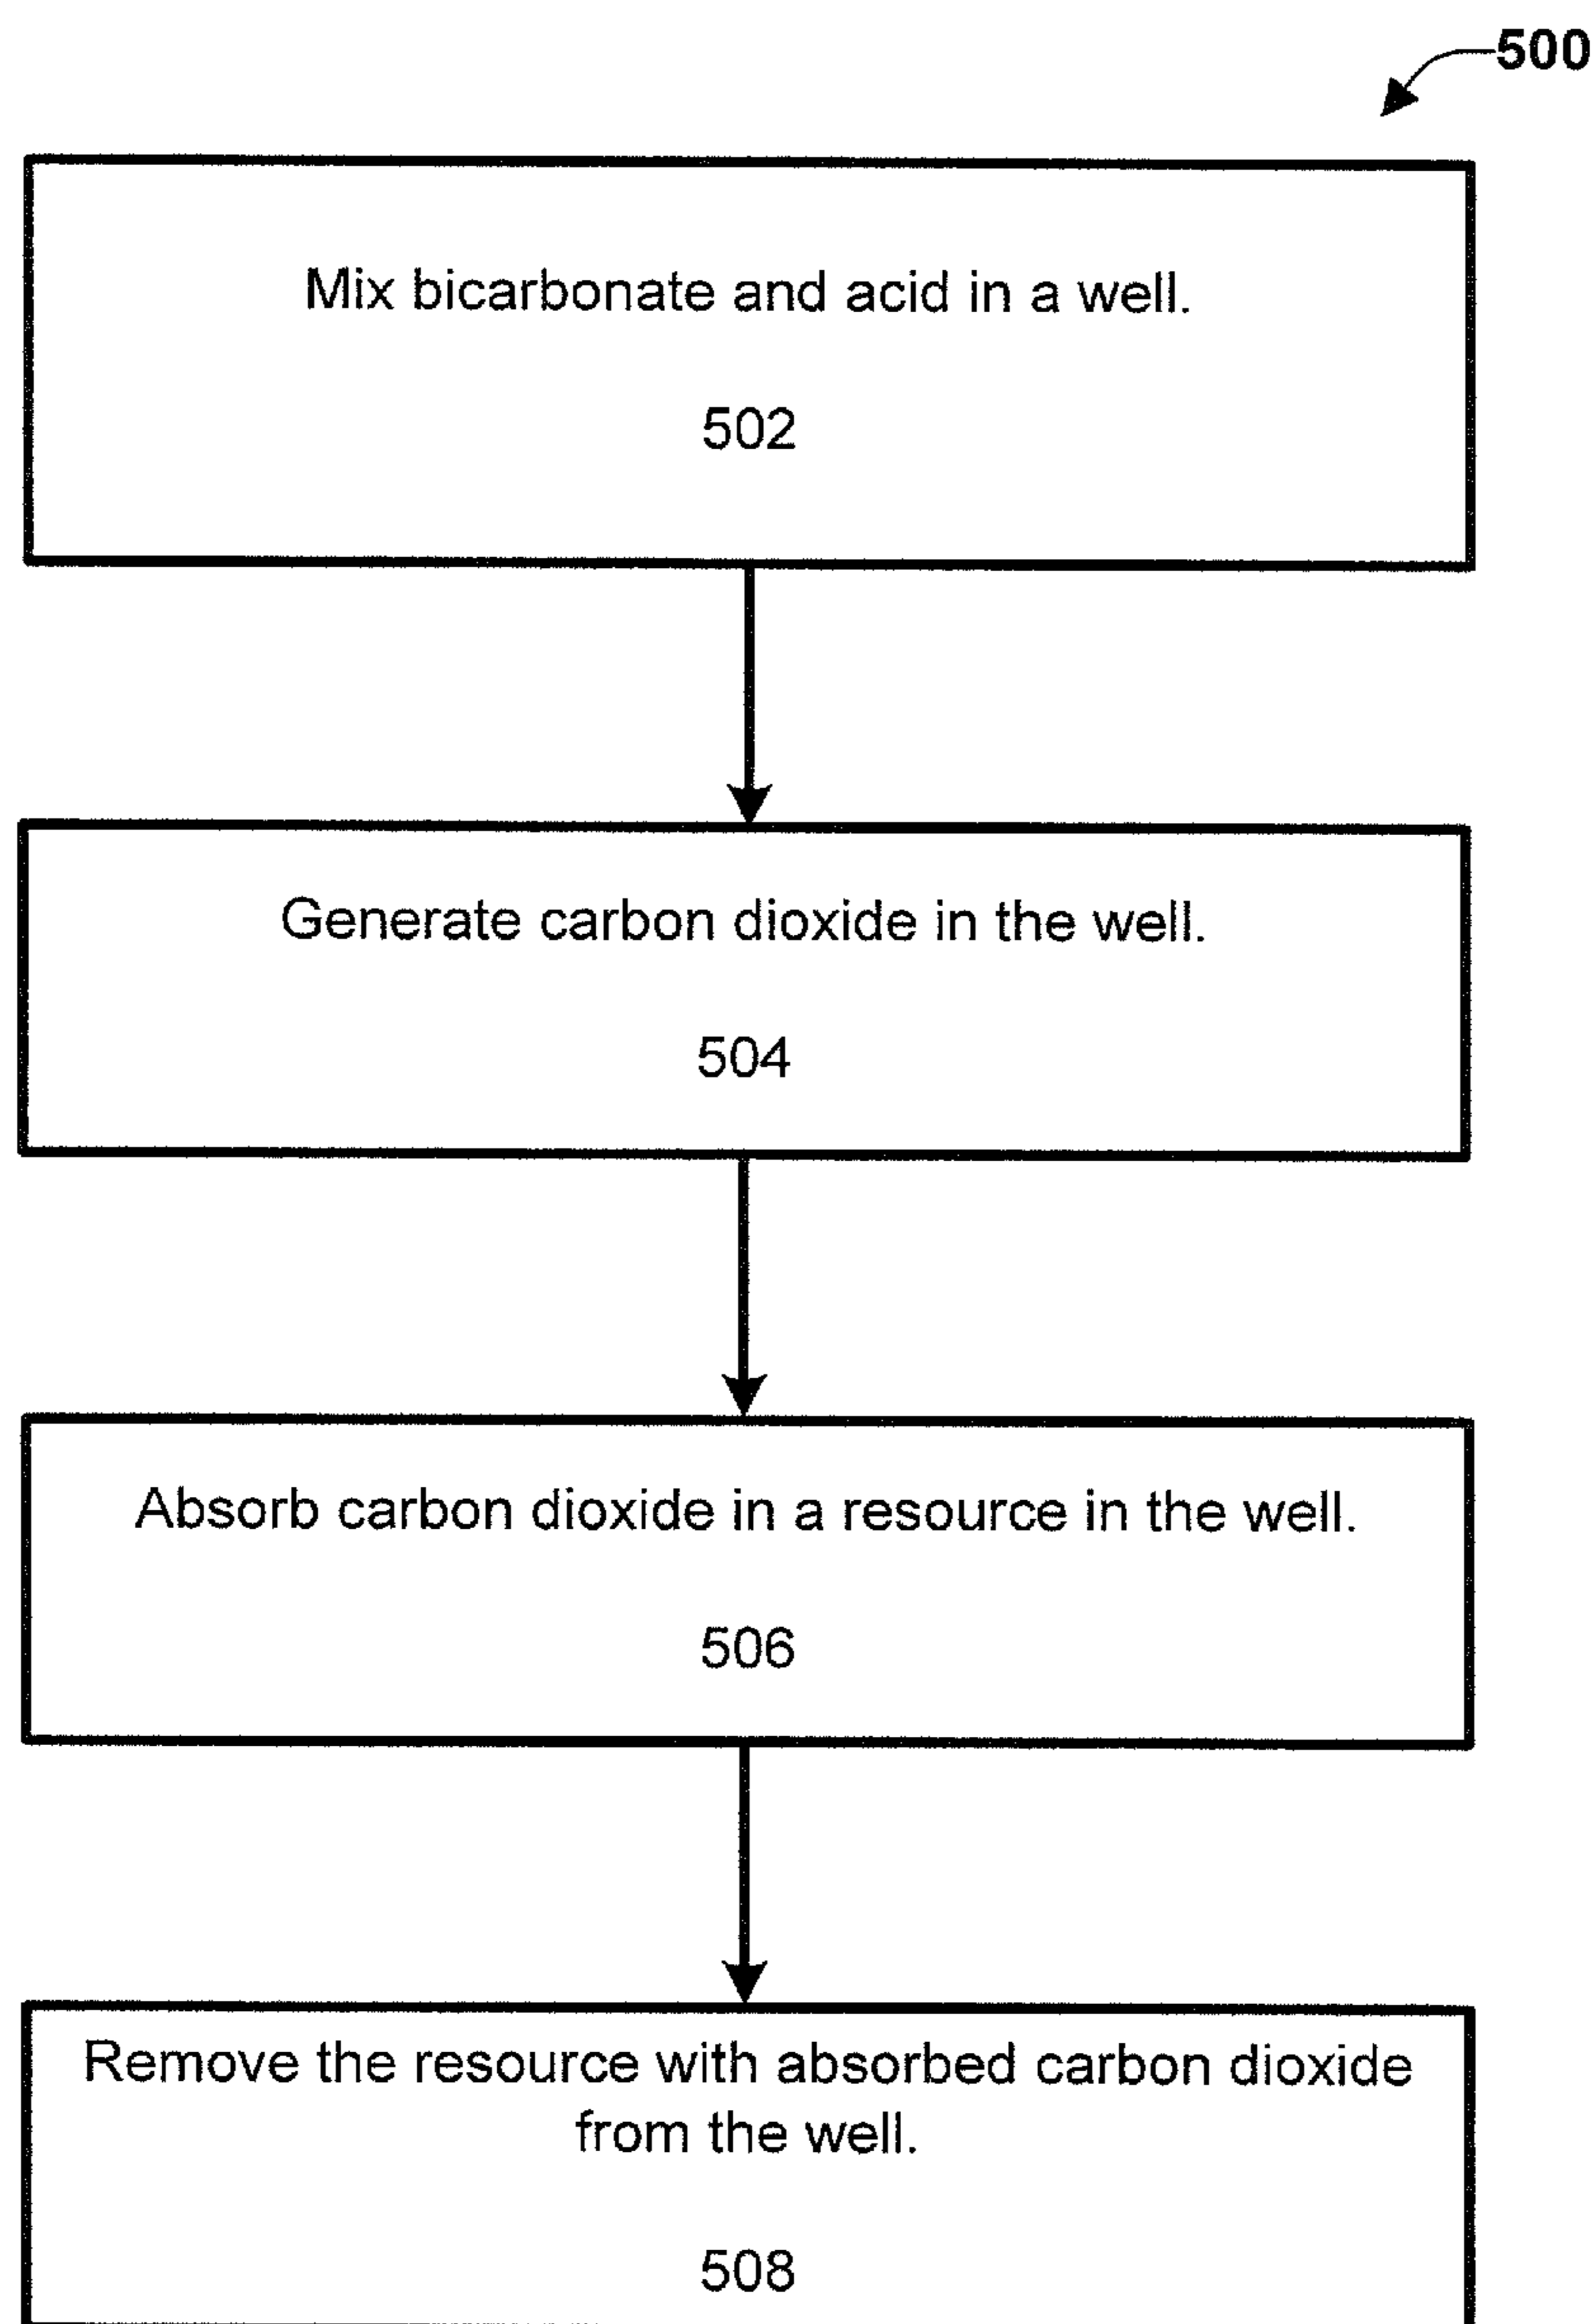 500
Mix bicarbonate and acid in a well.
502
Generate carbon dioxide in the well.
504
Absorb carbon dioxide in a resource in the well.
506
Remove the resource with absorbed carbon dioxide
from the well.
508